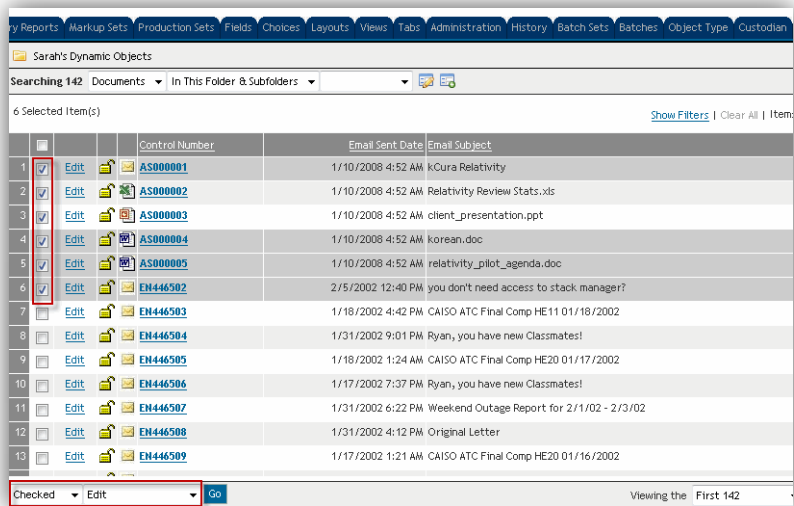 ry Reports Markup Sets Production Sets Fields Choices Layouts Views Tabs Administration History Batch Sets Batches Object Type Custodian
Sarah's Dynamic Objects
Searching 142 Documents In This Folder & Subfolders
6 Selected Item(s)
Show Filters | Clear All | Item:
Control Number Email Sent Date Email Subject
1 Edit AS000001 1/10/2008 4:52 AM kCura Relativity
2 Edit AS000002 1/10/2008 4:52 AM Relativity Review Stats.xls
3 Edit AS000003 1/10/2008 4:52 AM client_presentation.ppt
4 Edit AS000004 1/10/2008 4:52 AM korean.doc
5 Edit AS000005 1/10/2008 4:52 AM relativity_pilot_agenda.doc
6 Edit EN446502 2/5/2002 12:40 PM you don't need access to stack manager?
7 Edit EN446503 1/18/2002 4:42 PM CAISO ATC Final Comp HE11 01/18/2002
8 Edit EN446504 1/31/2002 9:01 PM Ryan, you have new Classmates!
9 Edit EN446505 1/18/2002 1:24 AM CAISO ATC Final Comp HE20 01/17/2002
10 Edit EN446506 1/17/2002 7:37 PM Ryan, you have new Classmates!
11 Edit EN446507 1/31/2002 6:22 PM Weekend Outage Report for 2/1/02 - 2/3/02
12 Edit EN446508 1/31/2002 4:12 PM Original Letter
13 Edit EN446509 1/17/2002 1:21 AM CAISO ATC Final Comp HE20 01/16/2002
Checked Edit Go Viewing the First 142